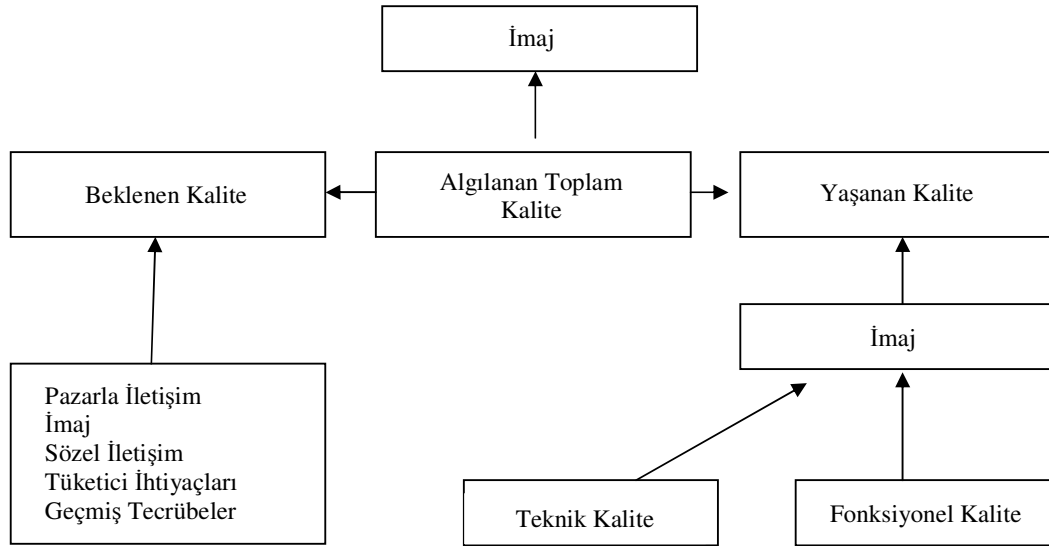 İmaj
Beklenen Kalite
Algılanan Toplam
Kalite
Yaşanan Kalite
İmaj
Pazarla İletişim
İmaj
Sözel İletişim
Tüketici İhtiyaçları
Geçmiş Tecrübeler
Teknik Kalite
Fonksiyonel Kalite